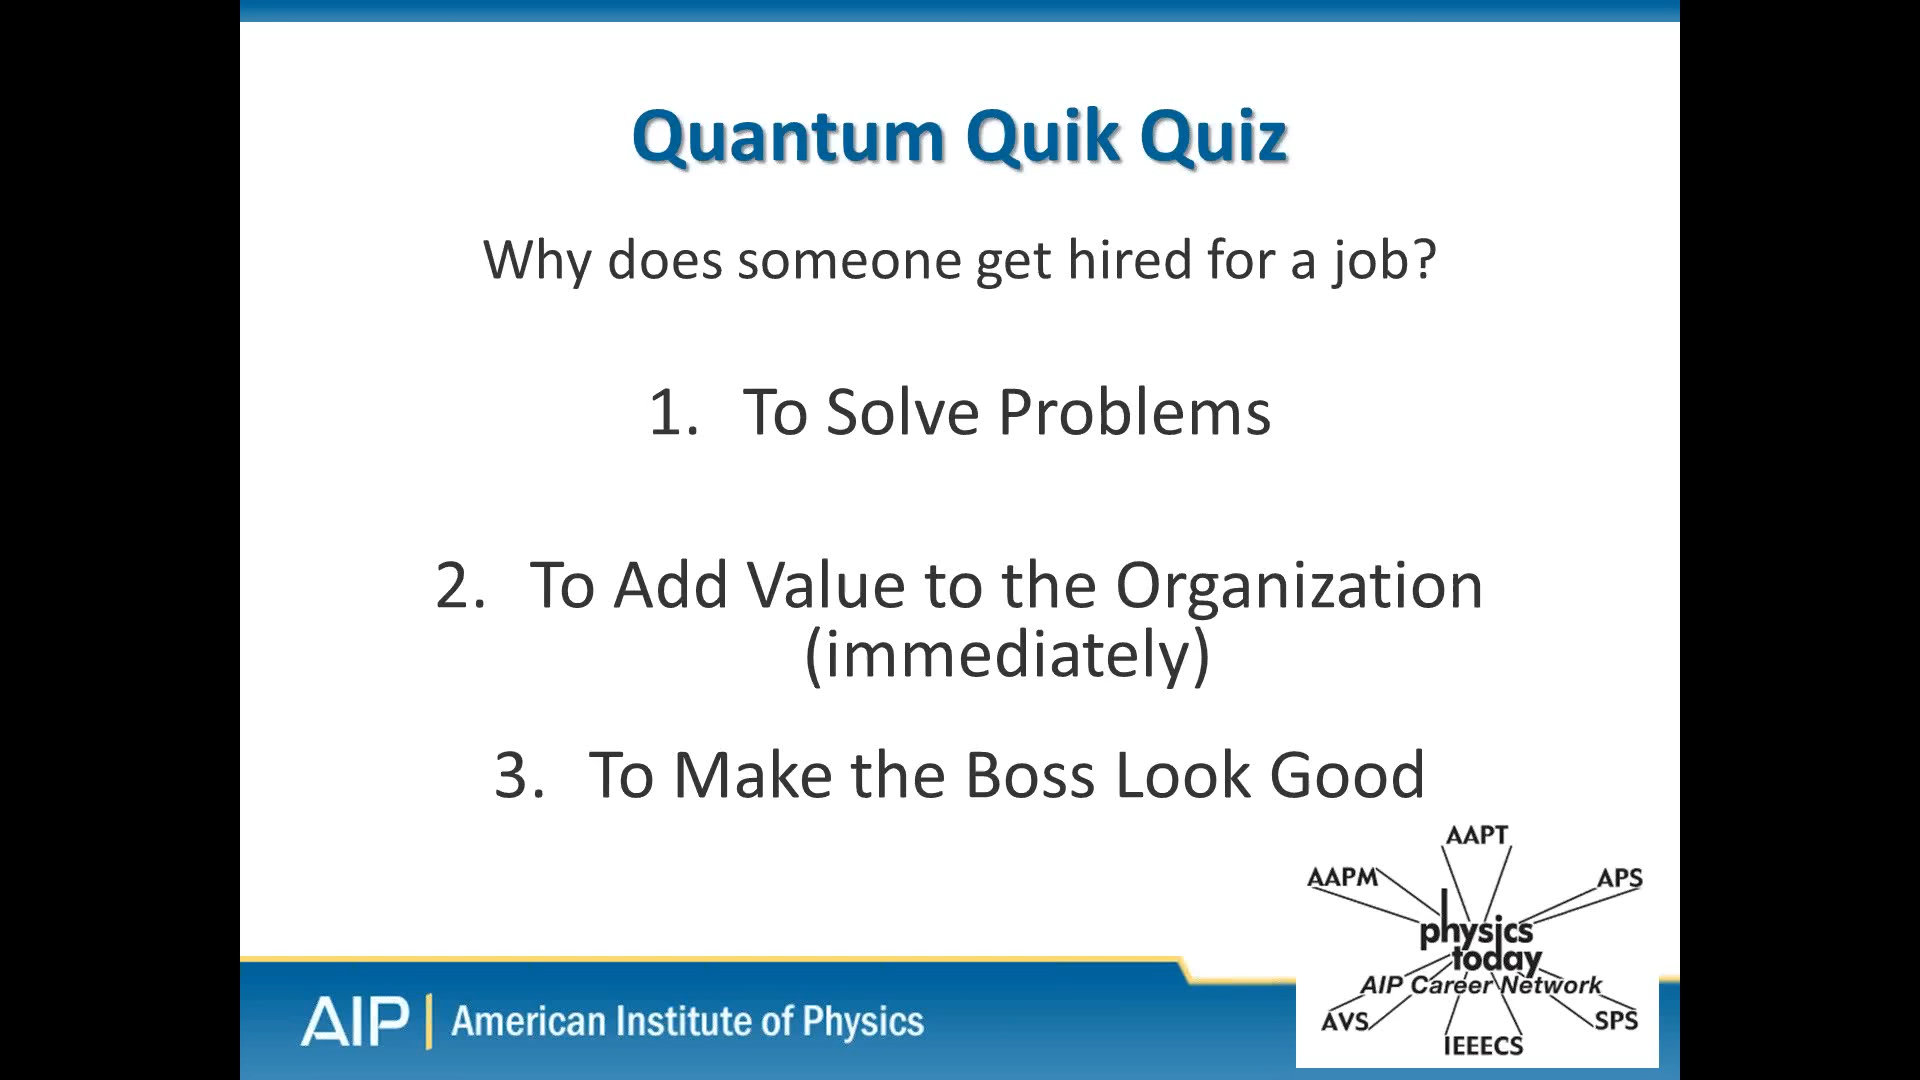 Quantum Quik Quiz
Why does someone get hired for a job?
1. To Solve Problems
2. To Add Value to the Organization
(immediately)
3. To Make the Boss Look Good
AAPT
AAPM
APS
physics
today
AIP Career Network
AVS
SPS
IEEECS
AIP | American Institute of Physics